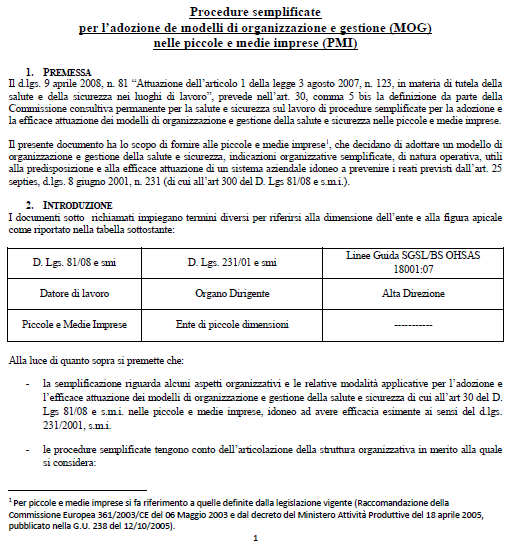 Procedure semplificate
per l'adozione de modelli di organizzazione e gestione (MOG)
nelle piccole e medie imprese (PMI)
1. PREMESSA
Il d.lgs. 9 aprile 2008, n. 81 "Attuazione dell'articolo 1 della legge 3 agosto 2007, n. 123, in materia di tutela della
salute e della sicurezza nei luoghi di lavoro", prevede nell'art. 30, comma 5 bis la definizione da parte della
Commissione consultiva permanente per la salute e sicurezza sul lavoro di procedure semplificate per la adozione e
la efficace attuazione dei modelli di organizzazione e gestione della salute e sicurezza nelle piccole e medie imprese.
Il presente documento ha lo scopo di fornire alle piccole e medie imprese¹, che decidano di adottare un modello di
organizzazione e gestione della salute e sicurezza, indicazioni organizzative semplificate, di natura operativa, utili
alla predisposizione e alla efficace attuazione di un sistema aziendale idoneo a prevenire i reati previsti dall'art. 25
septies, d.lgs. 8 giugno 2001, n. 231 (di cui all'art 300 del D. Lgs 81/08 e s.m.i.).
2. INTRODUZIONE
I documenti sotto richiamati impiegano termini diversi per riferirsi alla dimensione dell'ente e alla figura apicale
come riportato nella tabella sottostante:
D. Lgs. 81/08 e smi D. Lgs. 231/01 e smi Linee Guida SGSL/BS OHSAS
18001:07
Datore di lavoro Organo Dirigente Alta Direzione
Piccole e Medie Imprese Ente di piccole dimensioni -----------
Alla luce di quanto sopra si premette che:
- la semplificazione riguarda alcuni aspetti organizzativi e le relative modalità applicative per l'adozione e
l'efficace attuazione dei modelli di organizzazione e gestione della salute e sicurezza di cui all'art 30 del D.
Lgs 81/08 e s.m.i. nelle piccole e medie imprese, idoneo ad avere efficacia esimente ai sensi del d.lgs.
231/2001, s.m.i.
- le procedure semplificate tengono conto dell'articolazione della struttura organizzativa in merito alla quale
si considera:
¹ Per piccole e medie imprese si fa riferimento a quelle definite dalla legislazione vigente (Raccomandazione della
Commissione Europea 361/2003/CE del 06 Maggio 2003 e dal decreto del Ministero Attività Produttive del 18 aprile 2005,
pubblicato nella G.U. 238 del 12/10/2005).
1